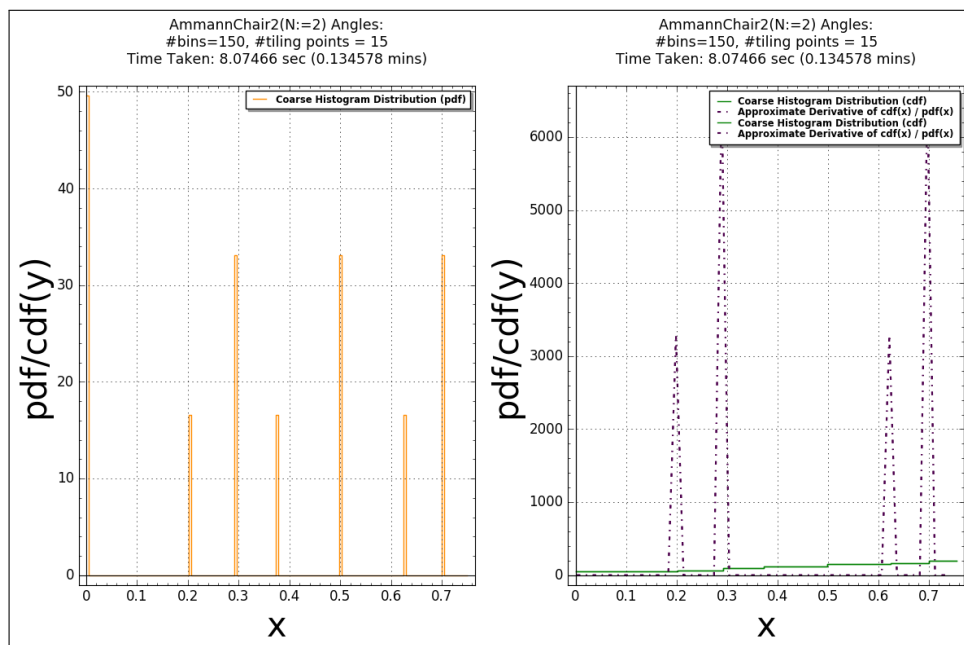 AmmannChair2(N:=2) Angles:
#bins=150, #tiling points = 15
Time Taken: 8.07466 sec (0.134578 mins)
Coarse Histogram Distribution (pdf)
50
40
30
20
10
0
0
0.1
0.2
0.3
0.4
0.5
0.6
0.7
pdf/cdf(y)
x
AmmannChair2(N:=2) Angles:
#bins=150, #tiling points = 15
Time Taken: 8.07466 sec (0.134578 mins)
Coarse Histogram Distribution (cdf)
Approximate Derivative of cdf(x) / pdf(x)
Coarse Histogram Distribution (cdf)
Approximate Derivative of cdf(x) / pdf(x)
6000
5000
4000
3000
2000
1000
0
0
0.1
0.2
0.3
0.4
0.5
0.6
0.7
pdf/cdf(y)
x